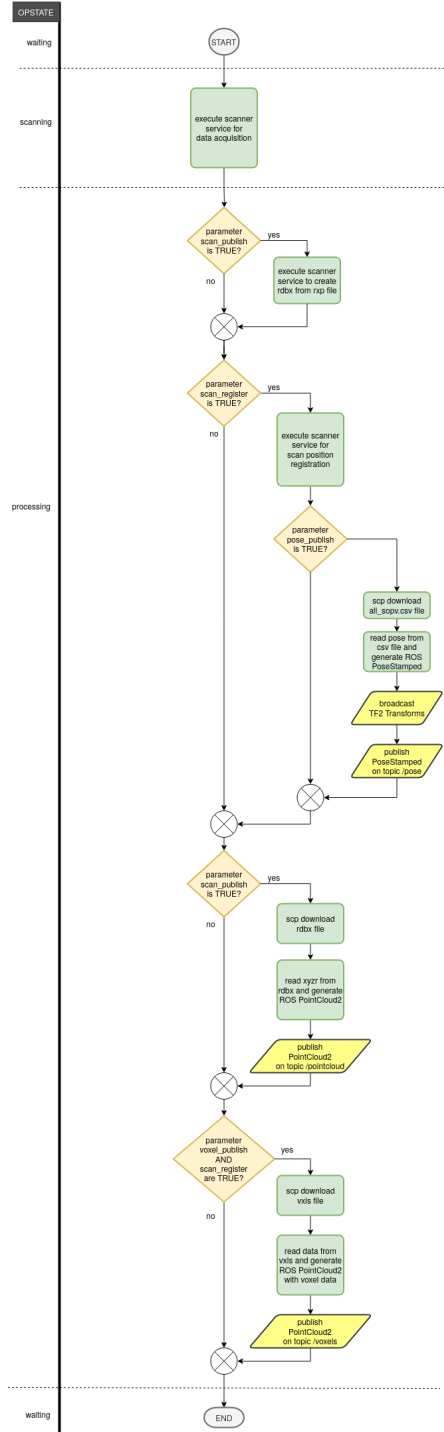 OPSTATE
waiting
START
scanning
execute scanner
service for
data acquisition
parameter
scan_publish
is TRUE?
yes
no
execute scanner
service to create
rdbx from rxp file
parameter
scan_register
is TRUE?
yes
no
execute scanner
service for
scan position
registration
processing
parameter
pose_publish
is TRUE?
scp download
all_sopv.csv file
read pose from
csv file and
generate ROS
PoseStamped
broadcast
TF2 Transforms
publish
PoseStamped
on topic /pose
parameter
scan_publish
is TRUE?
yes
no
scp download
rdbx file
read xyzr from
rdbx and generate
ROS PointCloud2
publish
PointCloud2
on topic /pointcloud
parameter
voxel_publish
AND
scan_register
are TRUE?
yes
no
scp download
vxls file
read data from
vxls and generate
ROS PointCloud2
with voxel data
publish
PointCloud2
on topic /voxels
waiting
END